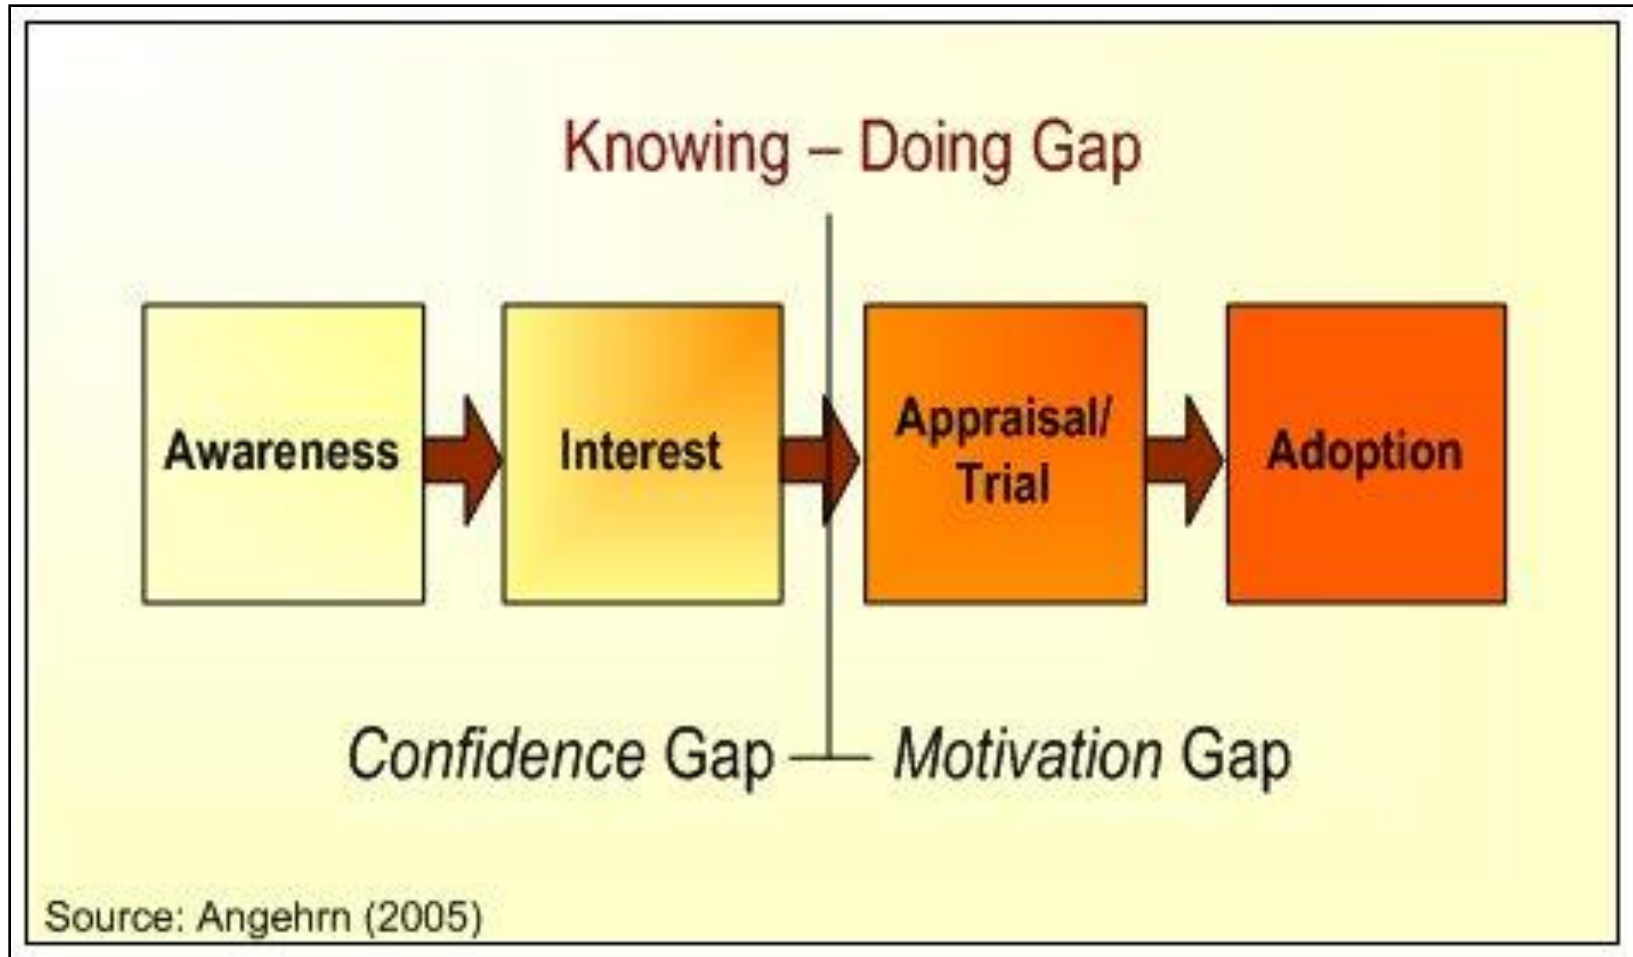 Knowing – Doing Gap
Awareness
Interest
Appraisal/
Trial
Adoption
Confidence Gap
Motivation Gap
Source: Angehrn (2005)